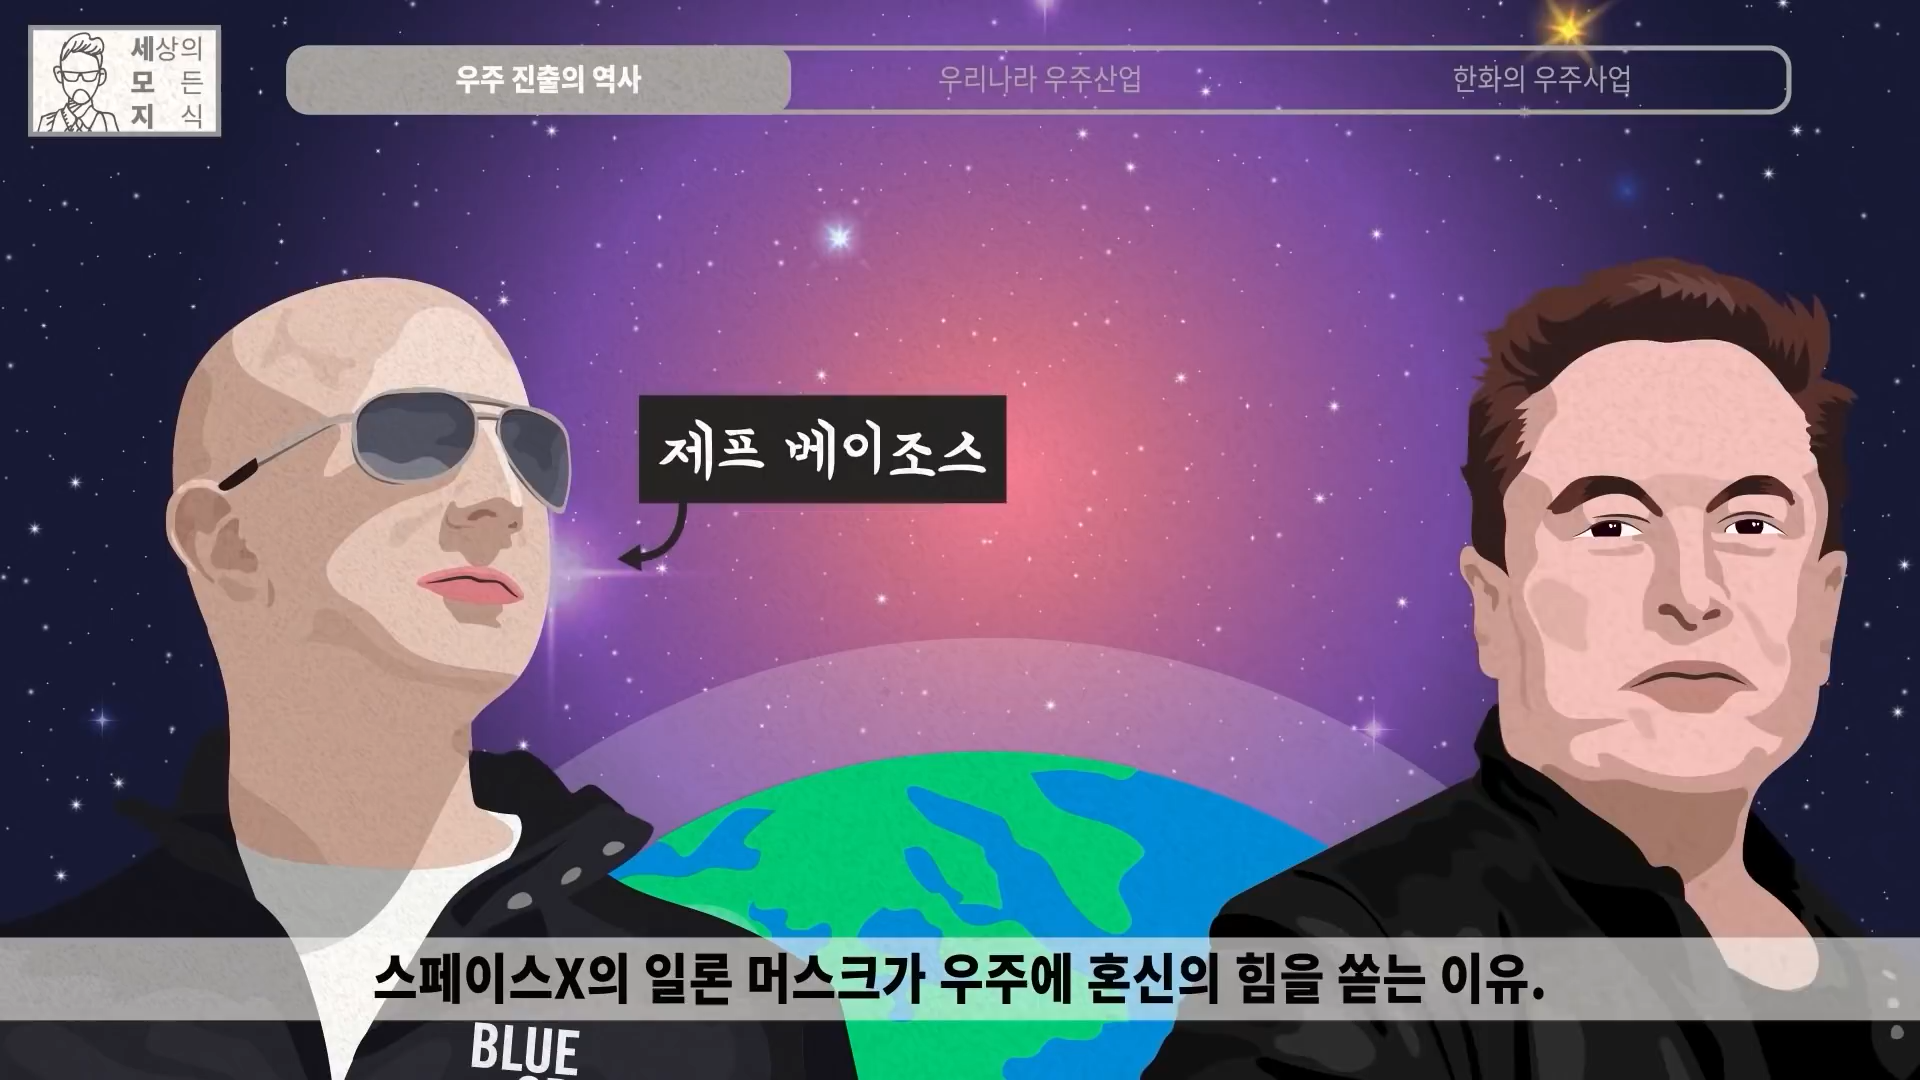 세상의
모 든
지 식
우주 진출의 역사
우리나라 우주산업
한화의 우주사업
제프 베이조스
스페이스X의 일론 머스크가 우주에 혼신의 힘을 쏟는 이유.
BLUE